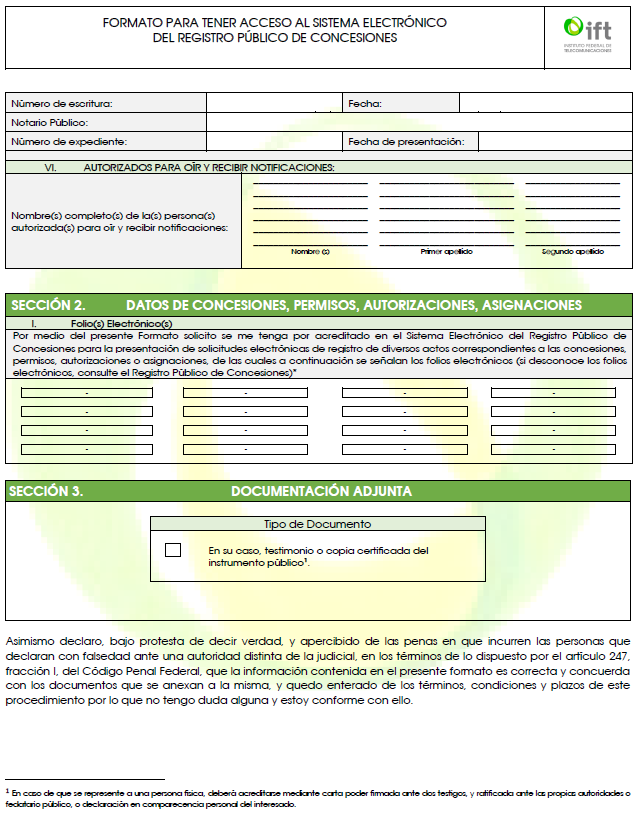 FORMATO PARA TENER ACCESO AL SISTEMA ELECTRÓNICO
DEL REGISTRO PÚBLICO DE CONCESIONES
ift
INSTITUTO FEDERAL DE
TELECOMUNICACIONES
Número de escritura:
Fecha:
Notario Público:
Número de expediente:
Fecha de presentación:
VI. AUTORIZADOS PARA OÍR Y RECIBIR NOTIFICACIONES:
Nombre(s) completo(s) de la(s) persona(s)
autorizada(s) para oír y recibir notificaciones:
Nombre (s) Primer apellido Segundo apellido
SECCIÓN 2. DATOS DE CONCESIONES, PERMISOS, AUTORIZACIONES, ASIGNACIONES
I. Folio(s) Electrónico(s)
Por medio del presente Formato solicito se me tenga por acreditado en el Sistema Electrónico del Registro Público de
Concesiones para la presentación de solicitudes electrónicas de registro de diversos actos correspondientes a las concesiones,
permisos, autorizaciones o asignaciones, de las cuales a continuación se señalan los folios electrónicos (si desconoce los folios
electrónicos, consulte el Registro Público de Concesiones)*
- - - -
- - - -
- - - -
- - - -
SECCIÓN 3. DOCUMENTACIÓN ADJUNTA
Tipo de Documento
En su caso, testimonio o copia certificada del
instrumento público¹.
Asimismo declaro, bajo protesta de decir verdad, y apercibido de las penas en que incurren las personas que
declaran con falsedad ante una autoridad distinta de la judicial, en los términos de lo dispuesto por el artículo 247,
fracción I, del Código Penal Federal, que la información contenida en el presente formato es correcta y concuerda
con los documentos que se anexan a la misma, y quedo enterado de los términos, condiciones y plazos de este
procedimiento por lo que no tengo duda alguna y estoy conforme con ello.
¹ En caso de que se represente a una persona física, deberá acreditarse mediante carta poder firmada ante dos testigos, y ratificada ante las propias autoridades o
fedatario público, o declaración en comparecencia personal del interesado.